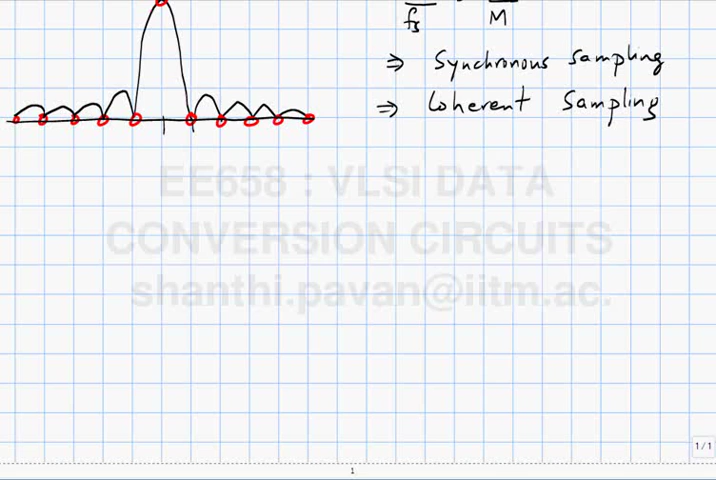 fs M
⇒ Synchronous Sampling
⇒ Coherent Sampling
EE658 : VLSI DATA
CONVERSION CIRCUITS
shanthi.pavan@iitm.ac.
1/1
1